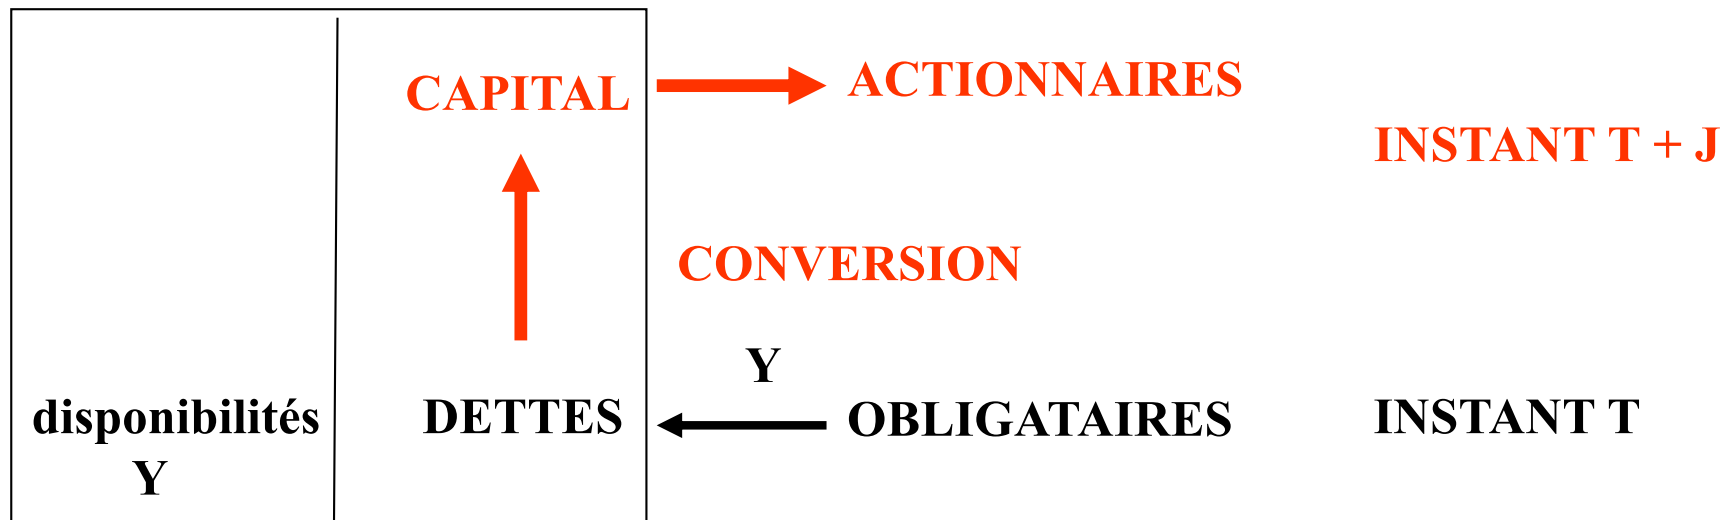 CAPITAL
ACTIONNAIRES
INSTANT T + J
CONVERSION
Y
disponibilités
Y
DETTES
OBLIGATAIRES
INSTANT T